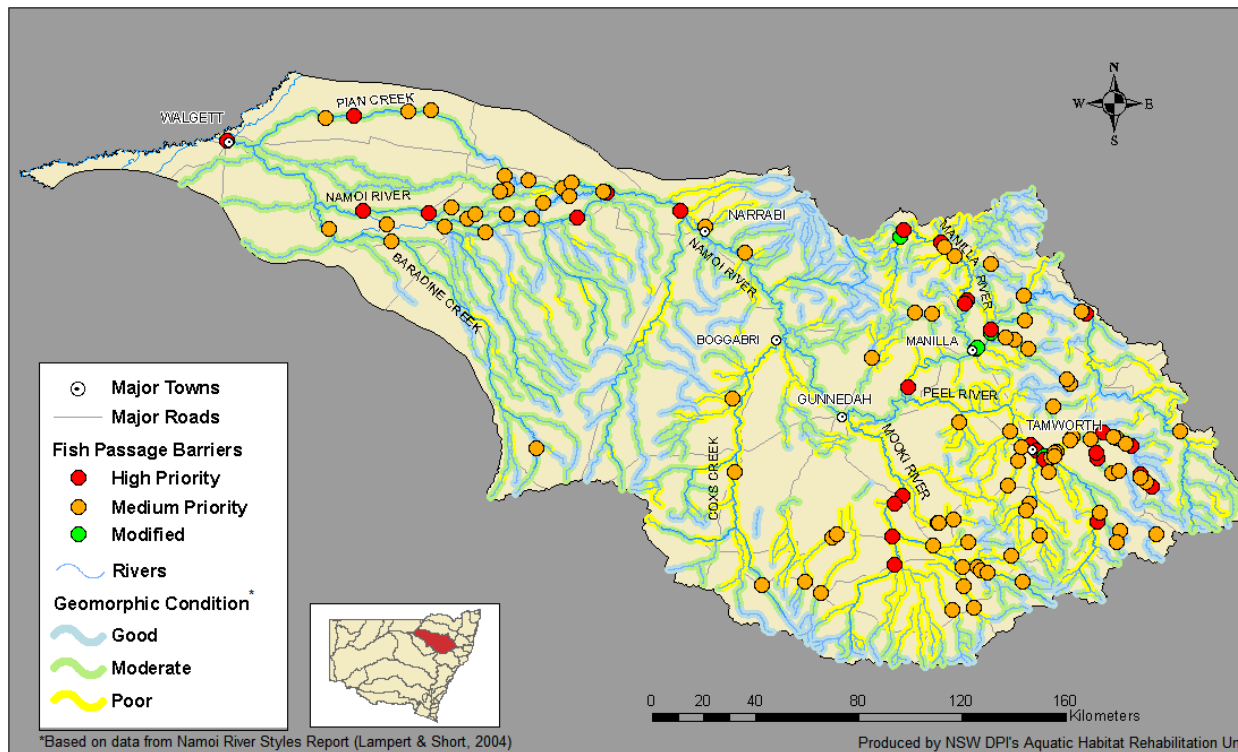 PIAN CREEK
WALGETT
N
W E
S
NAMOI RIVER
NARRABI
MANILLA RIVER
NAMOI RIVER
BARADINE CREEK
BOGGABRI
MANILLA
PEEL RIVER
GUNNEDAH
TAMWORTH
MOOKI RIVER
COXS CREEK
Major Towns
Major Roads
Fish Passage Barriers
High Priority
Medium Priority
Modified
Rivers
Geomorphic Condition*
Good
Moderate
Poor
0 20 40 80 120 160
Kilometers
*Based on data from Namoi River Styles Report (Lampert & Short, 2004)
Produced by NSW DPI's Aquatic Habitat Rehabilitation Un